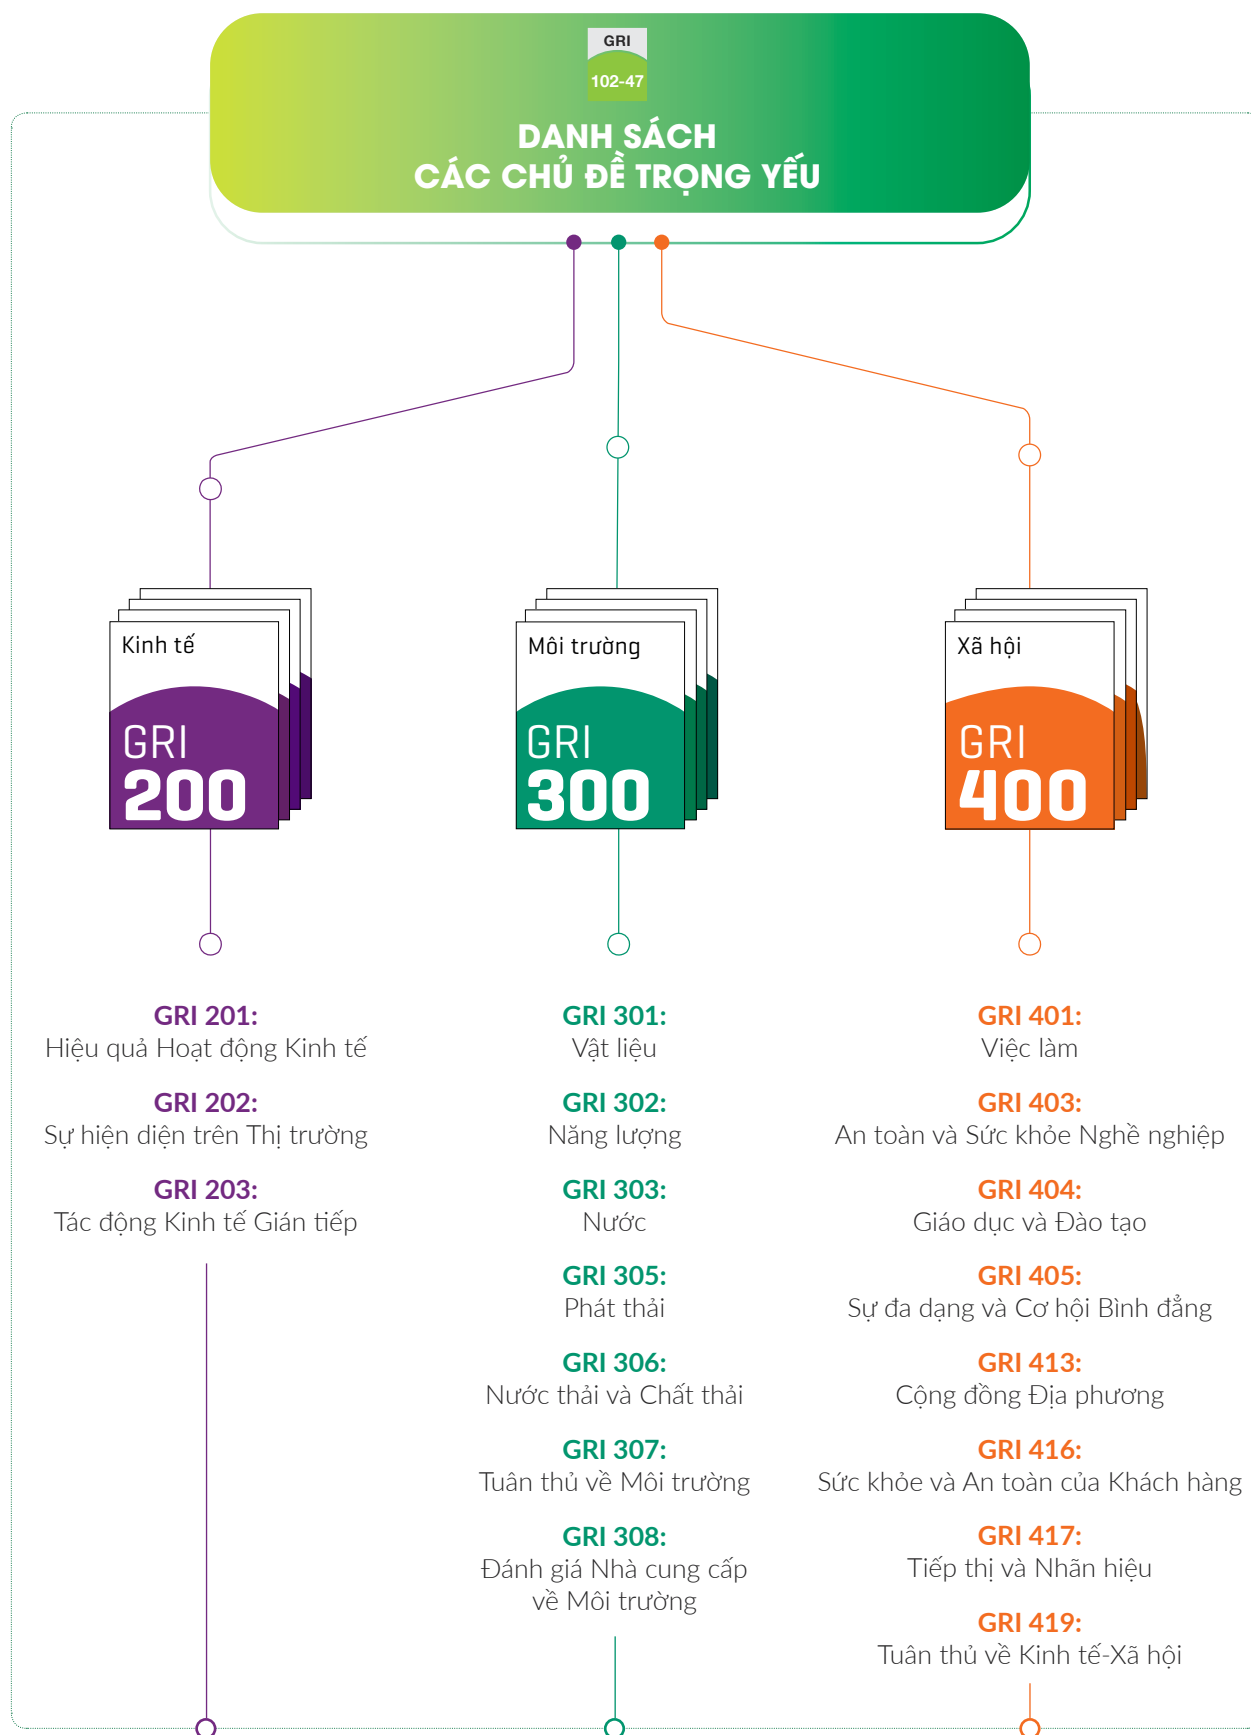 GRI
102-47
DANH SÁCH
CÁC CHỦ ĐỀ TRỌNG YẾU
Kinh tế
GRI
200
Môi trường
GRI
300
Xã hội
GRI
400
GRI 201:
Hiệu quả Hoạt động Kinh tế
GRI 202:
Sự hiện diện trên Thị trường
GRI 203:
Tác động Kinh tế Gián tiếp
GRI 301:
Vật liệu
GRI 302:
Năng lượng
GRI 303:
Nước
GRI 305:
Phát thải
GRI 306:
Nước thải và Chất thải
GRI 307:
Tuân thủ về Môi trường
GRI 308:
Đánh giá Nhà cung cấp
về Môi trường
GRI 401:
Việc làm
GRI 403:
An toàn và Sức khỏe Nghề nghiệp
GRI 404:
Giáo dục và Đào tạo
GRI 405:
Sự đa dạng và Cơ hội Bình đẳng
GRI 413:
Cộng đồng Địa phương
GRI 416:
Sức khỏe và An toàn của Khách hàng
GRI 417:
Tiếp thị và Nhãn hiệu
GRI 419:
Tuân thủ về Kinh tế-Xã hội